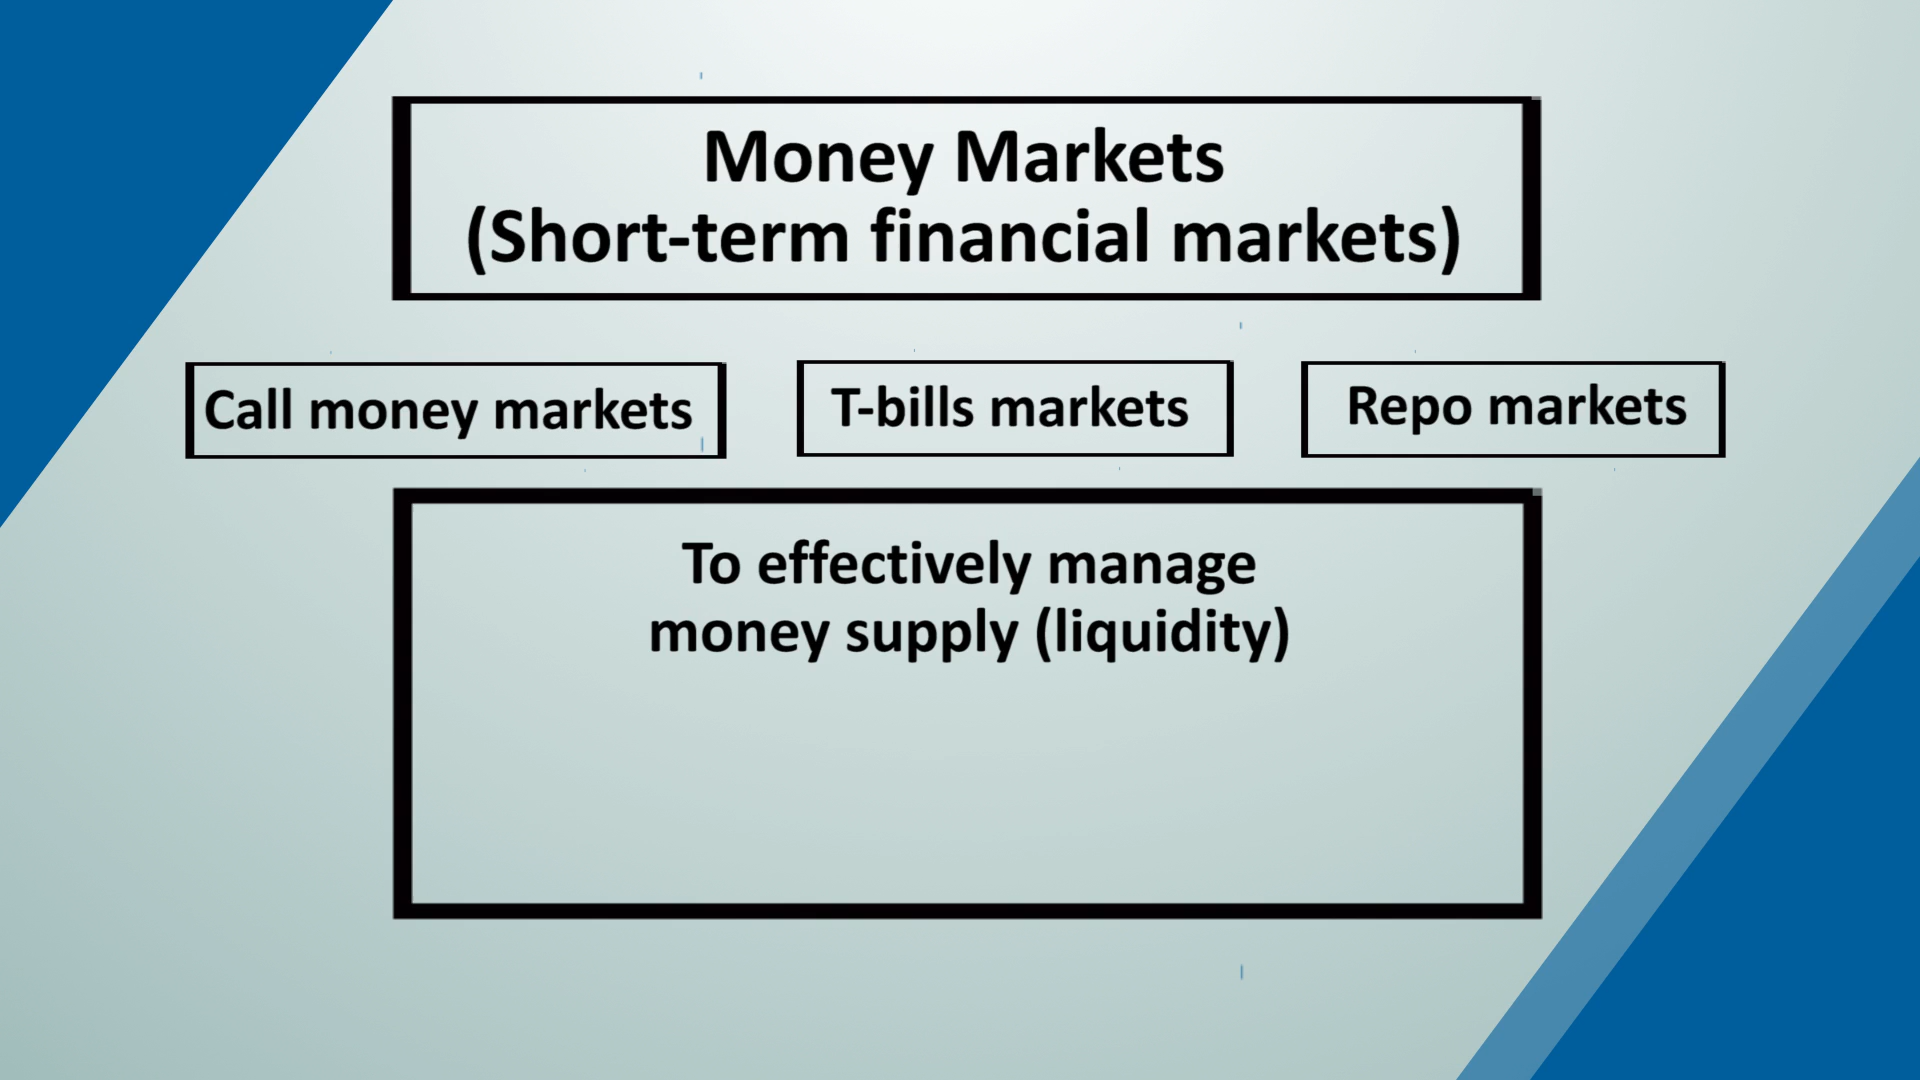 Money Markets
(Short-term financial markets)
Call money markets
T-bills markets
Repo markets
To effectively manage
money supply (liquidity)